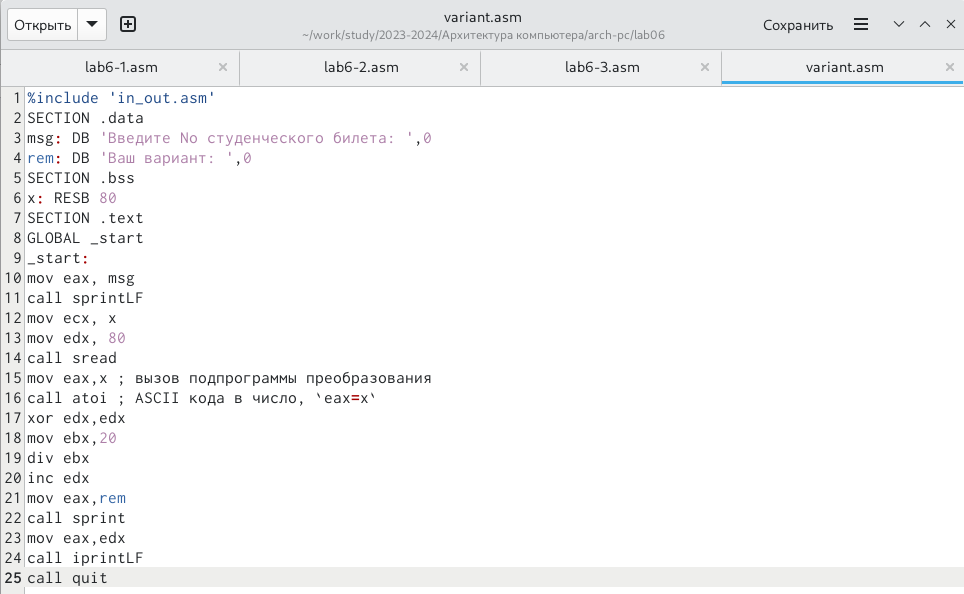 Открыть
variant.asm
~/work/study/2023-2024/Архитектура компьютера/arch-pc/lab06
Сохранить
lab6-1.asm
lab6-2.asm
lab6-3.asm
variant.asm
1 %include 'in_out.asm'
2 SECTION .data
3 msg: DB 'Введите No студенческого билета: ',0
4 rem: DB 'Ваш вариант: ',0
5 SECTION .bss
6 x: RESB 80
7 SECTION .text
8 GLOBAL _start
9 _start:
10 mov eax, msg
11 call sprintLF
12 mov ecx, x
13 mov edx, 80
14 call sread
15 mov eax,x ; вызов подпрограммы преобразования
16 call atoi ; ASCII кода в число, `eax=x`
17 xor edx,edx
18 mov ebx,20
19 div ebx
20 inc edx
21 mov eax,rem
22 call sprint
23 mov eax,edx
24 call iprintLF
25 call quit